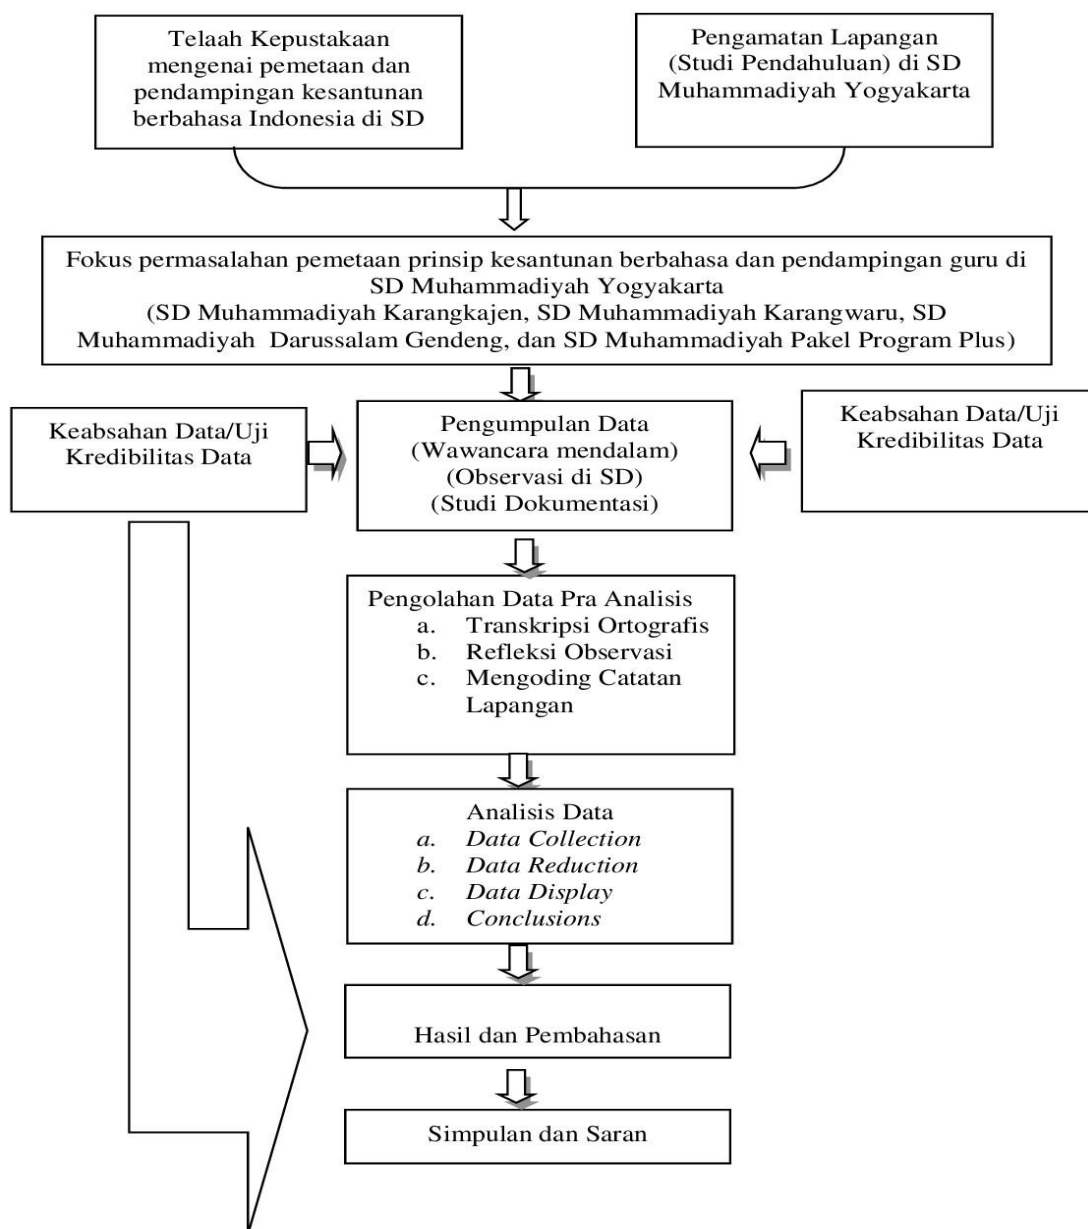 Telaah Kepustakaan
mengenai pemetaan dan
pendampingan kesantunan
berbahasa Indonesia di SD
Pengamatan Lapangan
(Studi Pendahuluan) di SD
Muhammadiyah Yogyakarta
Fokus permasalahan pemetaan prinsip kesantunan berbahasa dan pendampingan guru di
SD Muhammadiyah Yogyakarta
(SD Muhammadiyah Karangkajen, SD Muhammadiyah Karangwaru, SD
Muhammadiyah Darussalam Gendeng, dan SD Muhammadiyah Pakel Program Plus)
Keabsahan Data/Uji
Kredibilitas Data
Pengumpulan Data
(Wawancara mendalam)
(Observasi di SD)
(Studi Dokumentasi)
Keabsahan Data/Uji
Kredibilitas Data
Pengolahan Data Pra Analisis
a. Transkripsi Ortografis
b. Refleksi Observasi
c. Mengoding Catatan
Lapangan
Analisis Data
a. Data Collection
b. Data Reduction
c. Data Display
d. Conclusions
Hasil dan Pembahasan
Simpulan dan Saran